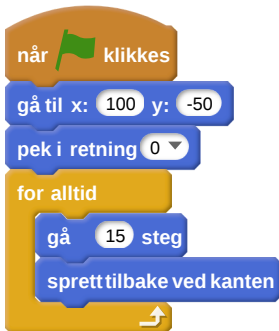 når klikkes
gå til x: 100 y: -50
pek i retning 0
for alltid
gå 15 steg
sprett tilbake ved kanten